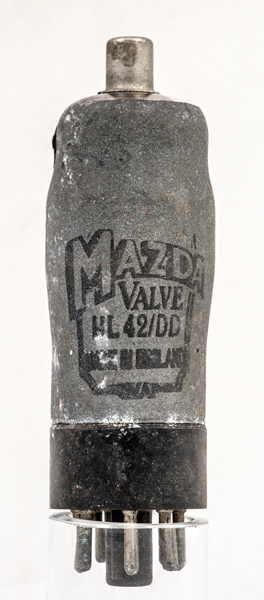 MAZDA
VALVE
HL 42/DD
MADE IN ENGLAND